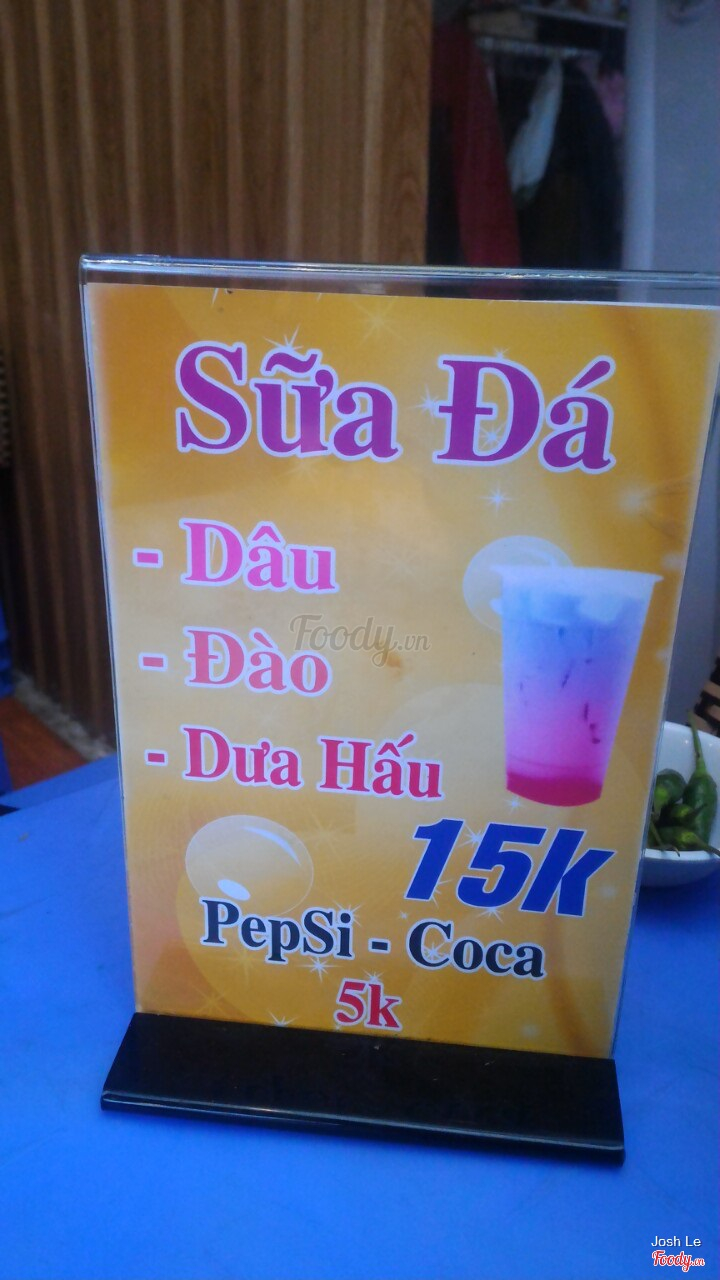 Sữa Đá
- Dâu
- Đào
- Dưa Hấu
15k
PepSi - Coca
5k
Foody.vn
Josh Le
Foody.vn